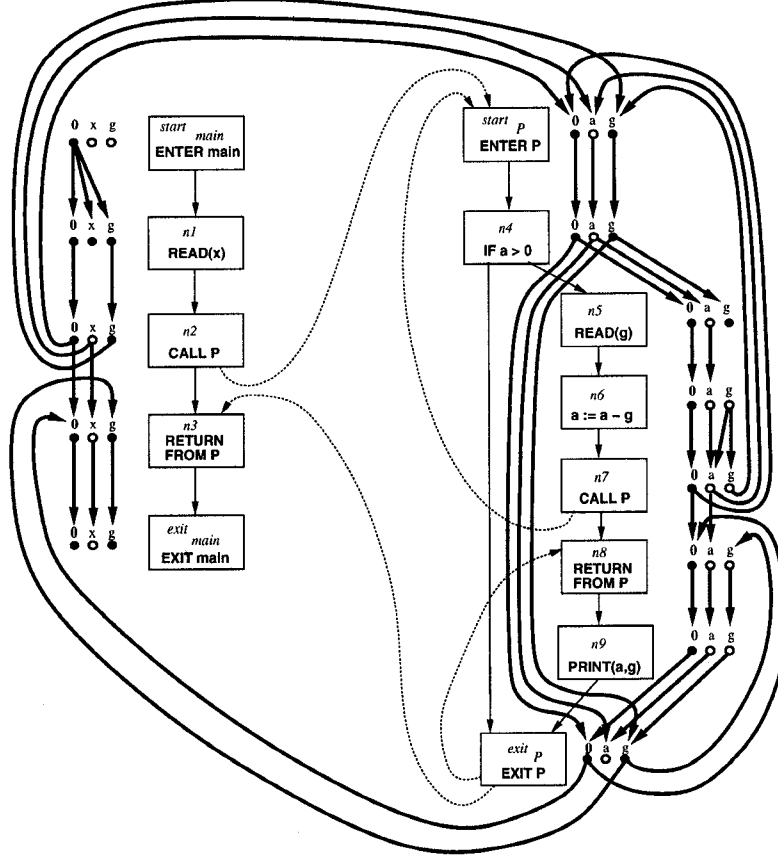 0 x g
start main
ENTER main
0 x g
n1
READ(x)
0 x g
n2
CALL P
0 x g
n3
RETURN
FROM P
0 x g
exit main
EXIT main
start P
ENTER P
0 a g
n4
IF a > 0
0 a g
n5
READ(g)
0 a g
n6
a := a – g
0 a g
n7
CALL P
0 a g
n8
RETURN
FROM P
0 a g
n9
PRINT(a,g)
0 a g
exit P
EXIT P
0 a g